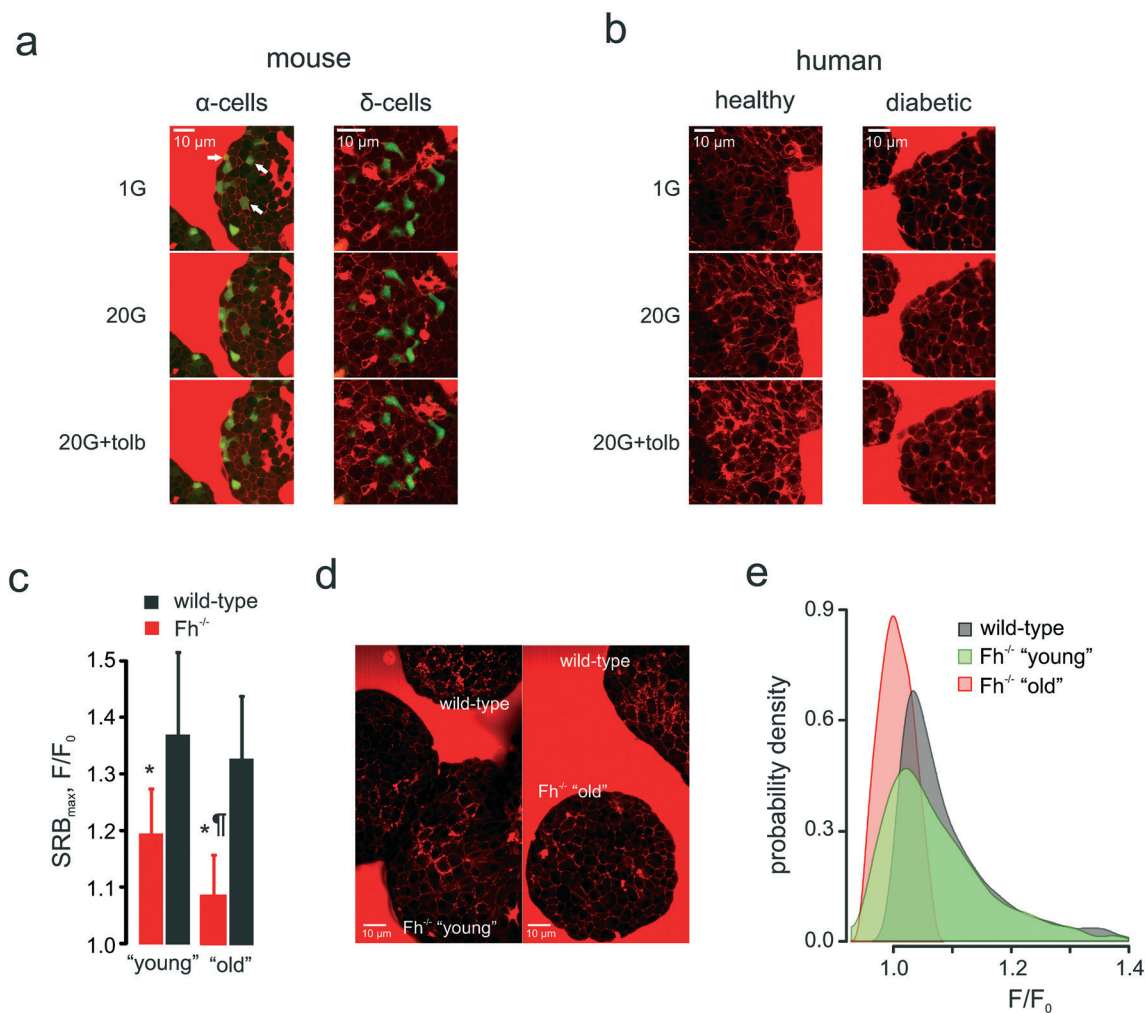 a
mouse
α-cells δ-cells
10 µm 10 µm
1G
20G
20G+tolb
b
human
healthy diabetic
10 µm 10 µm
1G
20G
20G+tolb
c
wild-type
Fh-/-
SRBmax, F/F0
1.5
1.4
1.3
1.2
1.1
1.0
*
*¶
"young" "old"
d
wild-type
wild-type
Fh-/- "old"
Fh-/- "young"
10 µm 10 µm
e
wild-type
Fh-/- "young"
Fh-/- "old"
probability density
0.9
0.6
0.3
0.0
1.0 1.2 1.4
F/F0